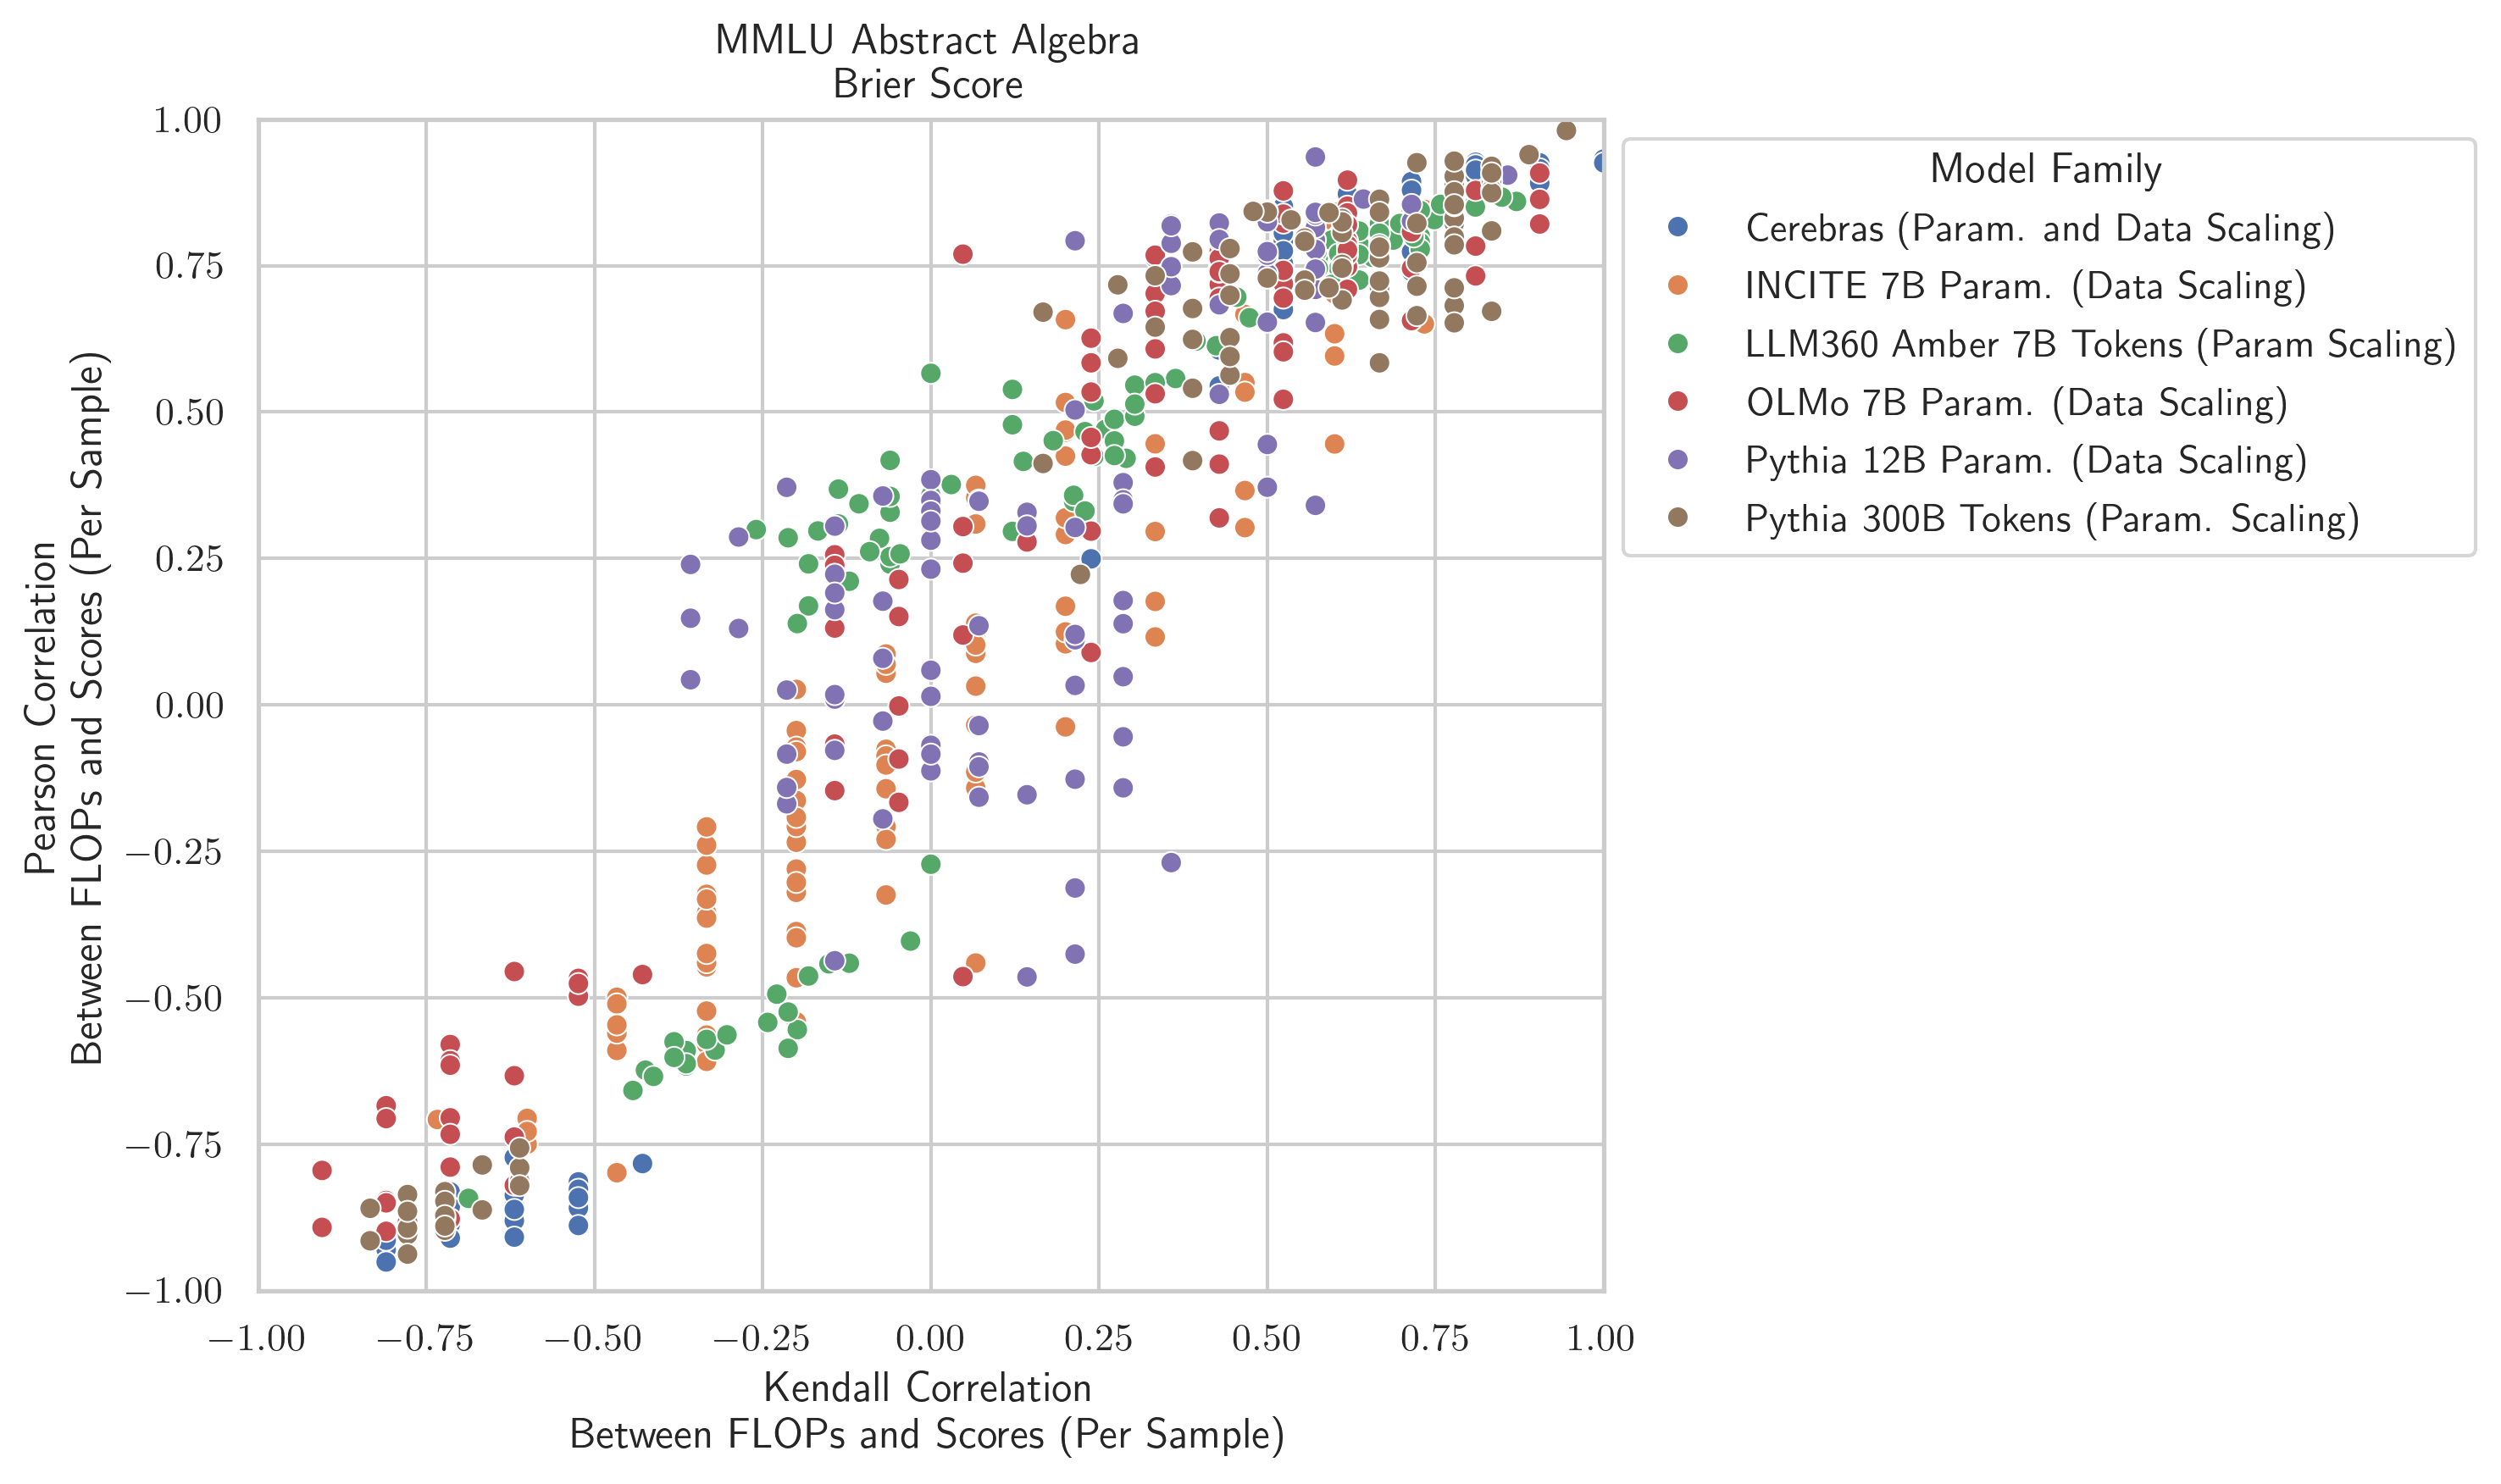 MMLU Abstract Algebra
Brier Score
1.00
0.75
0.50
0.25
0.00
−0.25
−0.50
−0.75
−1.00
Pearson Correlation
Between FLOPs and Scores (Per Sample)
−1.00 −0.75 −0.50 −0.25 0.00 0.25 0.50 0.75 1.00
Kendall Correlation
Between FLOPs and Scores (Per Sample)
Model Family
Cerebras (Param. and Data Scaling)
INCITE 7B Param. (Data Scaling)
LLM360 Amber 7B Tokens (Param Scaling)
OLMo 7B Param. (Data Scaling)
Pythia 12B Param. (Data Scaling)
Pythia 300B Tokens (Param. Scaling)